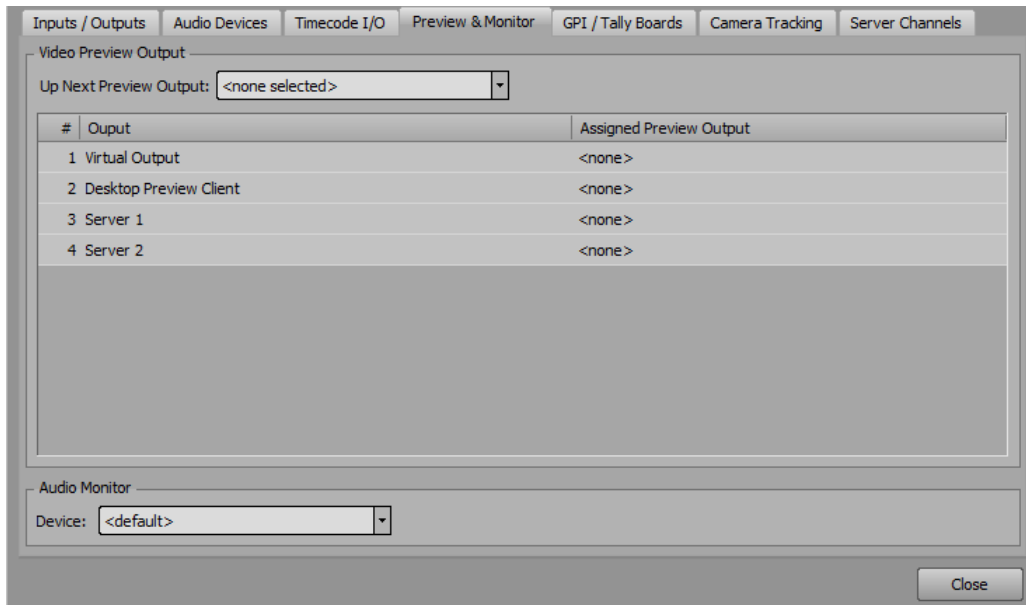 Inputs / Outputs Audio Devices Timecode I/O Preview & Monitor GPI / Tally Boards Camera Tracking Server Channels
Video Preview Output
Up Next Preview Output: <none selected>
# Ouput Assigned Preview Output
1 Virtual Output <none>
2 Desktop Preview Client <none>
3 Server 1 <none>
4 Server 2 <none>
Audio Monitor
Device: <default>
Close